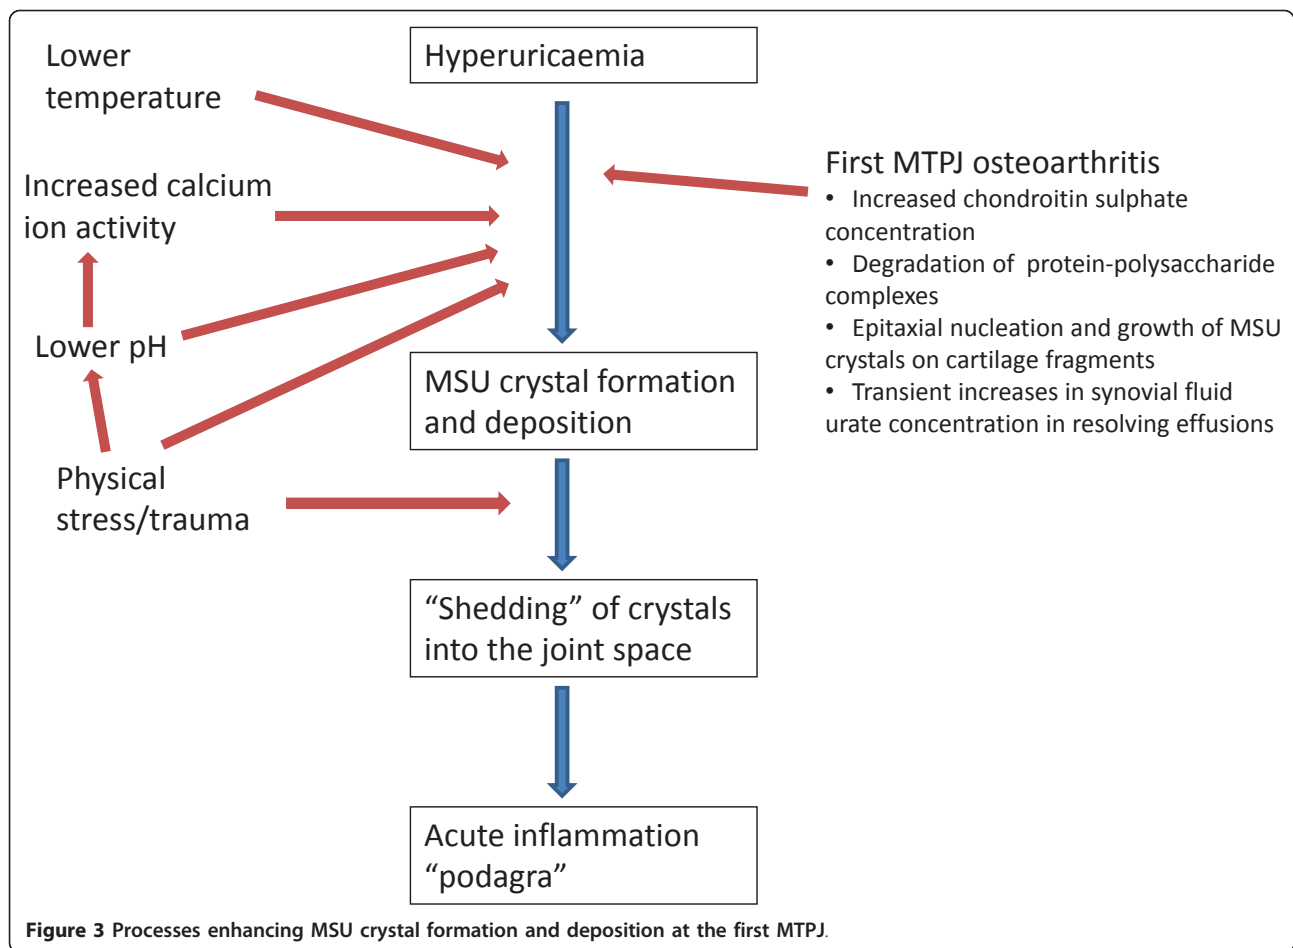 Lower
temperature
Hyperuricaemia
Increased calcium
ion activity
Lower pH
Physical
stress/trauma
First MTPJ osteoarthritis
• Increased chondroitin sulphate
concentration
• Degradation of protein-polysaccharide
complexes
• Epitaxial nucleation and growth of MSU
crystals on cartilage fragments
• Transient increases in synovial fluid
urate concentration in resolving effusions
MSU crystal formation
and deposition
“Shedding” of crystals
into the joint space
Acute inflammation
“podagra”
Figure 3 Processes enhancing MSU crystal formation and deposition at the first MTPJ.